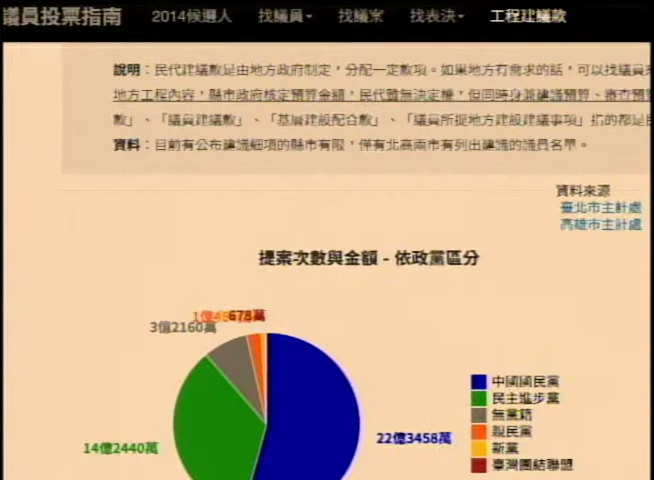 議員投票指南 2014候選人 找議員 找議案 找表決 工程建議款
說明：民代建議款是由地方政府制定，分配一定款項。如果地方有需求的話，可以找議員
地方工程內容，縣市政府核定預算金額，民代雖無決定權，但同時身兼建議預算、審查預
款」、「議員建議款」、「基層建設配合款」、「議員所提地方建設建議事項」指的都是
資料：目前有公布建議細項的縣市有限，僅有北高兩市有列出建議的議員名單。
資料來源
臺北市主計處
高雄市主計處
提案次數與金額 - 依政黨區分
678萬
3億2160萬
中國國民黨
民主進步黨
無黨籍
親民黨
新黨
臺灣團結聯盟
22億3458萬
14億2440萬